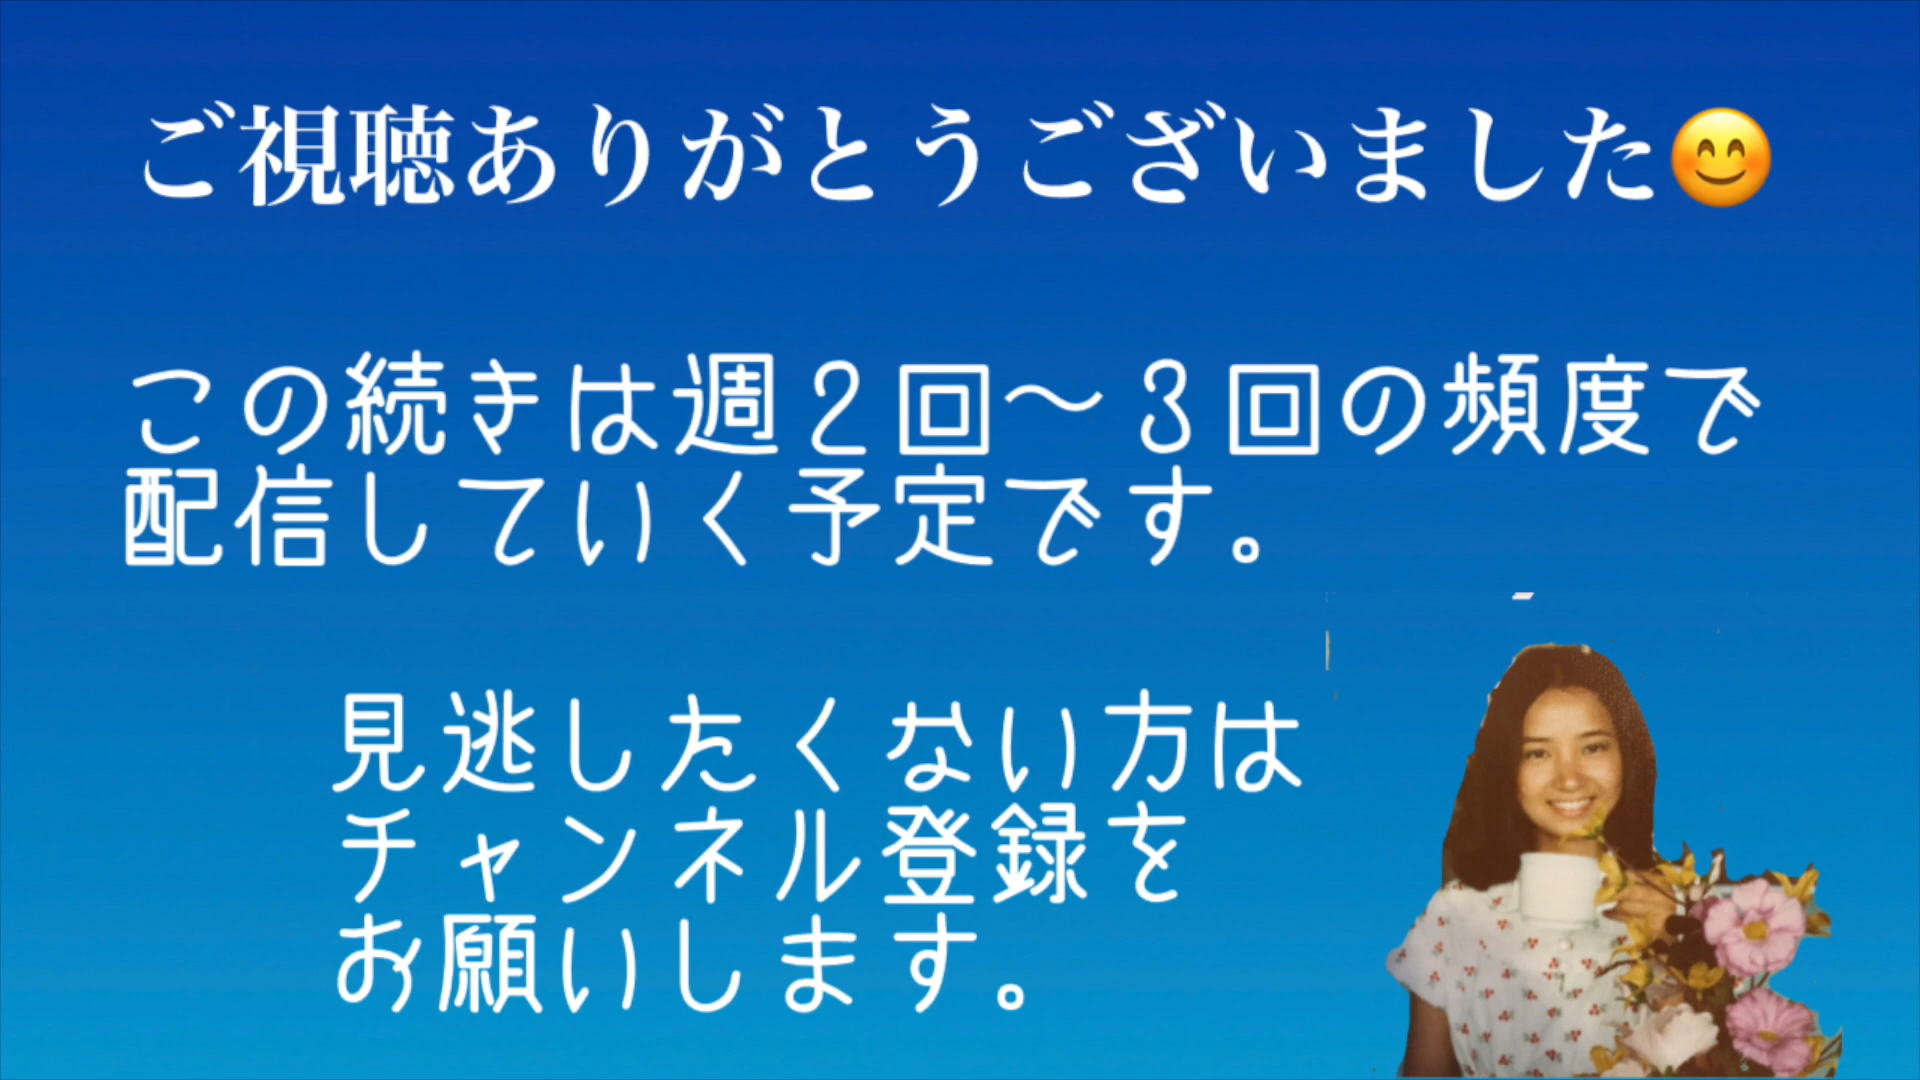 ご視聴ありがとうございました😊
この続きは週２回〜３回の頻度で
配信していく予定です。
見逃したくない方は
チャンネル登録を
お願いします。